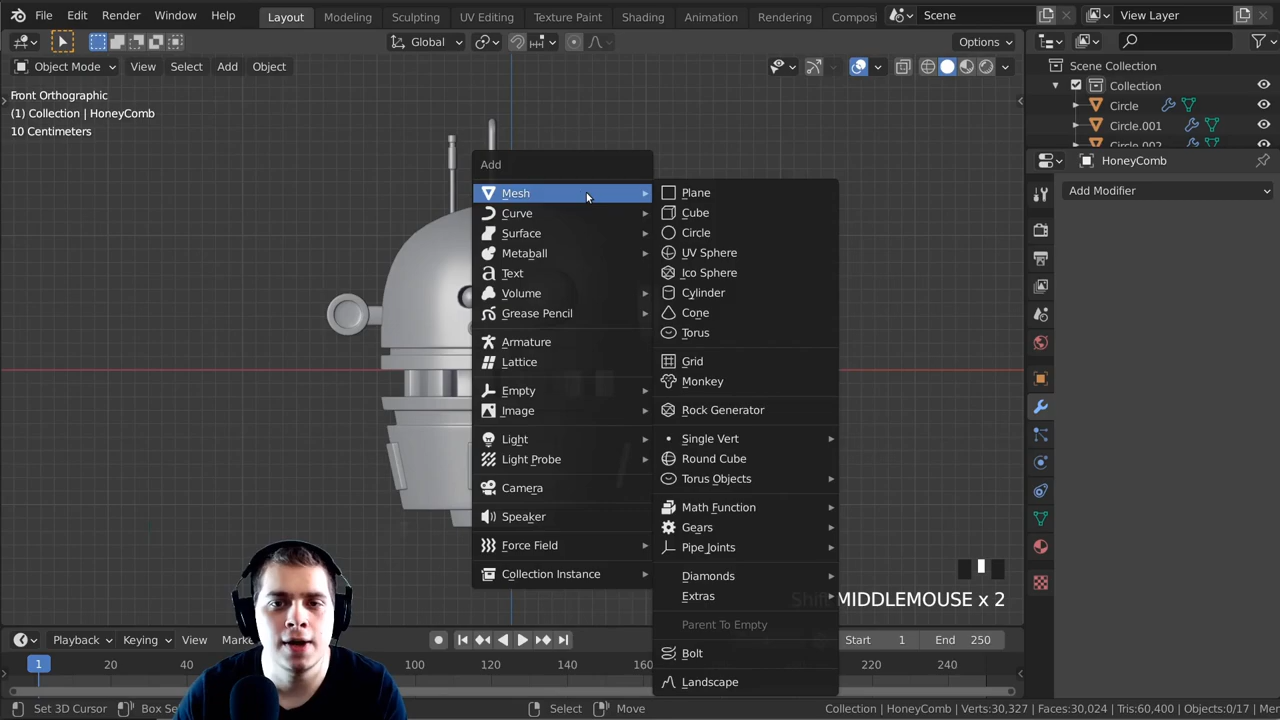 File Edit Render Window Help Layout Modeling Sculpting UV Editing Texture Paint Shading Animation Rendering Composi Scene View Layer
Global Options
Object Mode View Select Add Object
Scene Collection
Collection
Circle
Circle.001
HoneyComb
Add Modifier
Front Orthographic
(1) Collection | HoneyComb
10 Centimeters
Add
Mesh
Curve
Surface
Metaball
Text
Volume
Grease Pencil
Armature
Lattice
Empty
Image
Light
Light Probe
Camera
Speaker
Force Field
Collection Instance
Plane
Cube
Circle
UV Sphere
Ico Sphere
Cylinder
Cone
Torus
Grid
Monkey
Rock Generator
Single Vert
Round Cube
Torus Objects
Math Function
Gears
Pipe Joints
Diamonds
Extras
Parent To Empty
Bolt
Landscape
Shift MIDDLEMOUSE x 2
Playback Keying View Start 1 End 250
1 20 40 100 120 140 220 240
Set 3D Cursor Select Move Collection | HoneyComb | Verts:30,327 | Faces:30,024 | Tris:60,400 | Objects:0/17